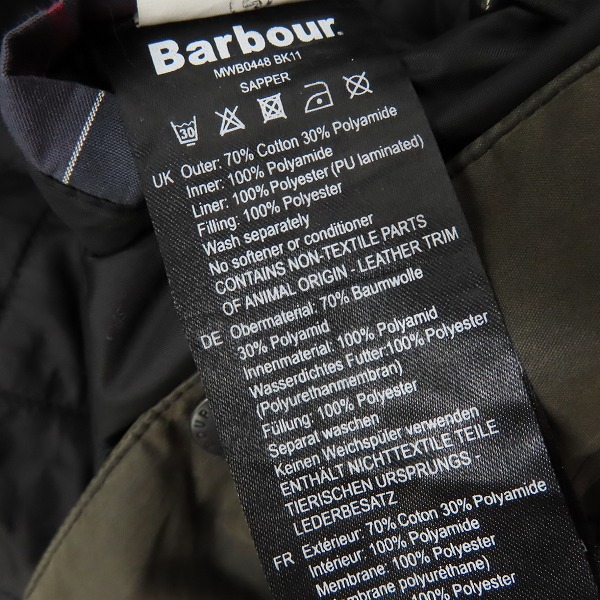 Barbour.
MWB0448 BK11
SAPPER
30
UK Outer: 70% Cotton 30% Polyamide
Inner: 100% Polyamide
Liner: 100% Polyester (PU laminated)
Filling: 100% Polyester
Wash separately
No softener or conditioner
CONTAINS NON-TEXTILE PARTS
OF ANIMAL ORIGIN - LEATHER TRIM
DE Obermaterial: 70% Baumwolle
30% Polyamid
Innenmaterial: 100% Polyamid
Wasserdichtes Futter:100% Polyester
(Polyurethanmembran)
Füllung: 100% Polyester
Separat waschen
Keinen Weichspüler verwenden
ENTHÄLT NICHTTEXTILE TEILE
TIERISCHEN URSPRUNGS -
LEDERBESATZ
FR Extérieur: 70% Coton 30% Polyamide
Intérieur: 100% Polyamide
Membrane: 100% Polyester
(Membrane polyuréthane)
100% Polyester